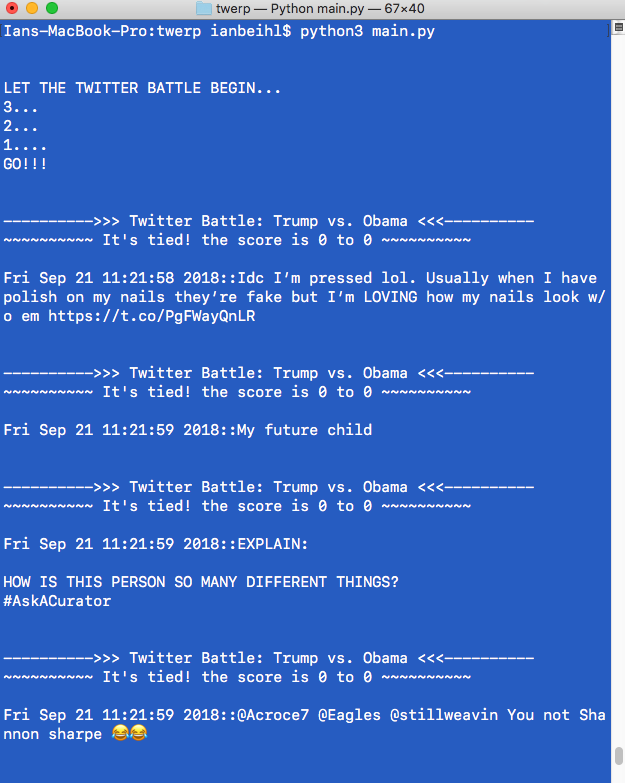 twerp — Python main.py — 67×40
Ians-MacBook-Pro:twerp ianbeihl$ python3 main.py
LET THE TWITTER BATTLE BEGIN...
3...
2...
1....
GO!!!
---------->>> Twitter Battle: Trump vs. Obama <<<----------
~~~~~~~~~~ It's tied! the score is 0 to 0 ~~~~~~~~~~
Fri Sep 21 11:21:58 2018::Idc I’m pressed lol. Usually when I have
polish on my nails they’re fake but I’m LOVING how my nails look w/
o em https://t.co/PgFWayQnLR
---------->>> Twitter Battle: Trump vs. Obama <<<----------
~~~~~~~~~~ It's tied! the score is 0 to 0 ~~~~~~~~~~
Fri Sep 21 11:21:59 2018::My future child
---------->>> Twitter Battle: Trump vs. Obama <<<----------
~~~~~~~~~~ It's tied! the score is 0 to 0 ~~~~~~~~~~
Fri Sep 21 11:21:59 2018::EXPLAIN:
HOW IS THIS PERSON SO MANY DIFFERENT THINGS?
#AskACurator
---------->>> Twitter Battle: Trump vs. Obama <<<----------
~~~~~~~~~~ It's tied! the score is 0 to 0 ~~~~~~~~~~
Fri Sep 21 11:21:59 2018::@Acroce7 @Eagles @stillweavin You not Sha
nnon sharpe 😂😂